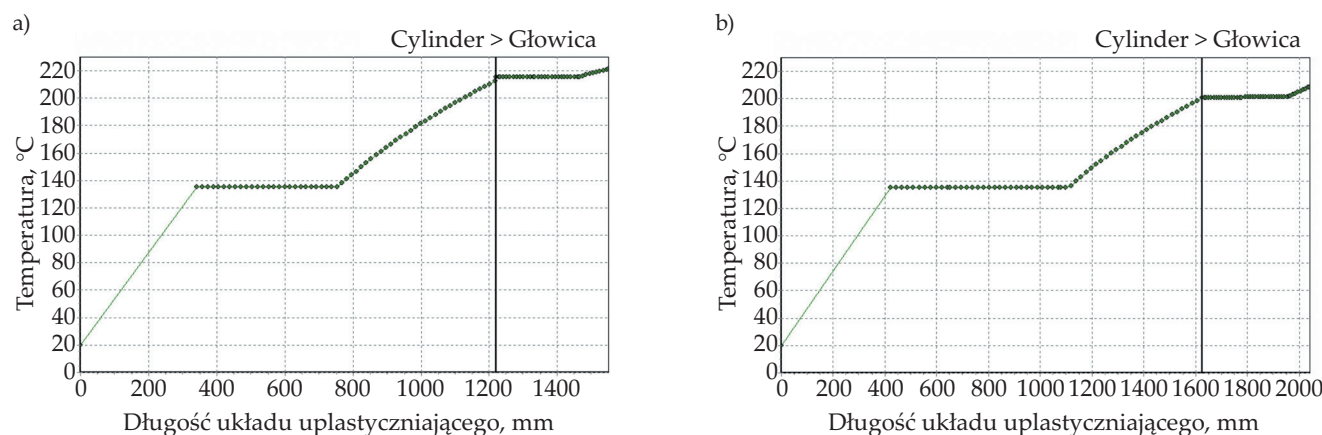 a)
Cylinder > Głowica
Temperatura, °C
220
200
180
160
140
120
100
80
60
40
20
0
0 200 400 600 800 1000 1200 1400
Długość układu uplastyczniającego, mm
b)
Cylinder > Głowica
Temperatura, °C
220
200
180
160
140
120
100
80
60
40
20
0
0 200 400 600 800 1000 1200 1400 1600 1800 2000
Długość układu uplastyczniającego, mm